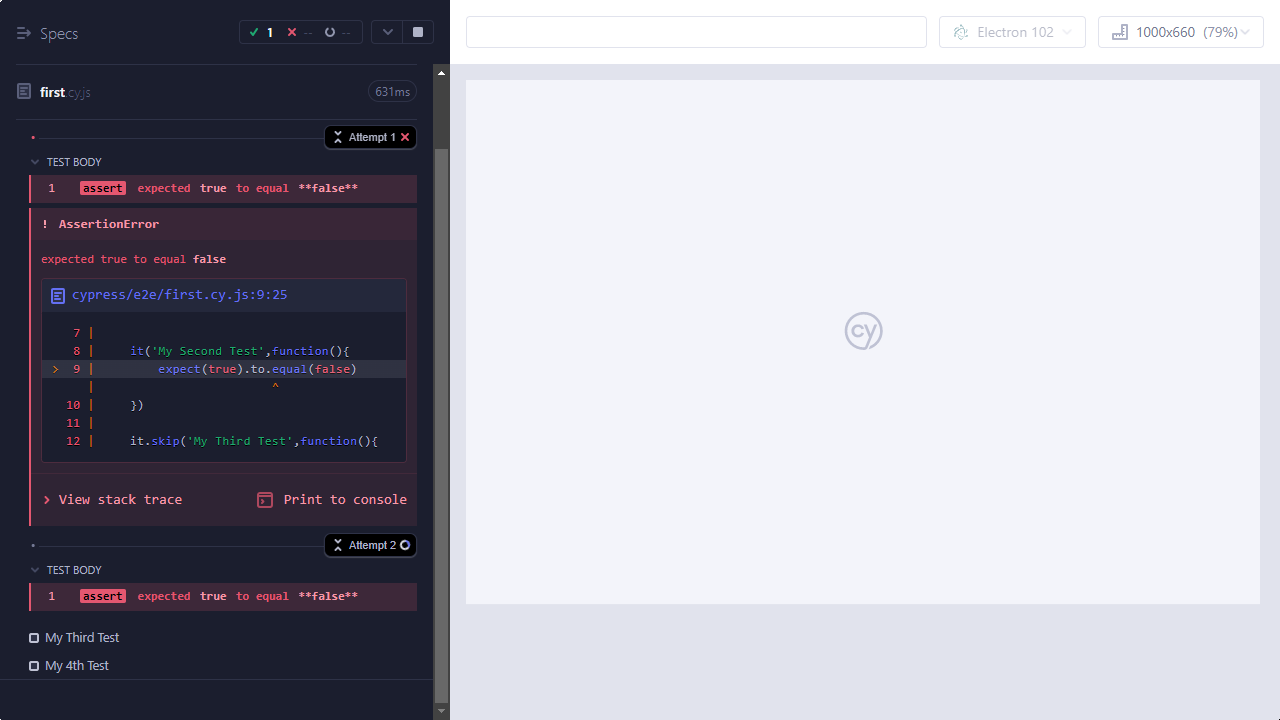 Specs
1
--
--
Electron 102
1000x660 (79%)
first.cy.js
631ms
Attempt 1
TEST BODY
1 assert expected true to equal **false**
! AssertionError
expected true to equal false
cypress/e2e/first.cy.js:9:25
7 |
8 | it('My Second Test',function(){
> 9 | expect(true).to.equal(false)
| ^
10 | })
11 |
12 | it.skip('My Third Test',function(){
> View stack trace
Print to console
Attempt 2
TEST BODY
1 assert expected true to equal **false**
My Third Test
My 4th Test
cy